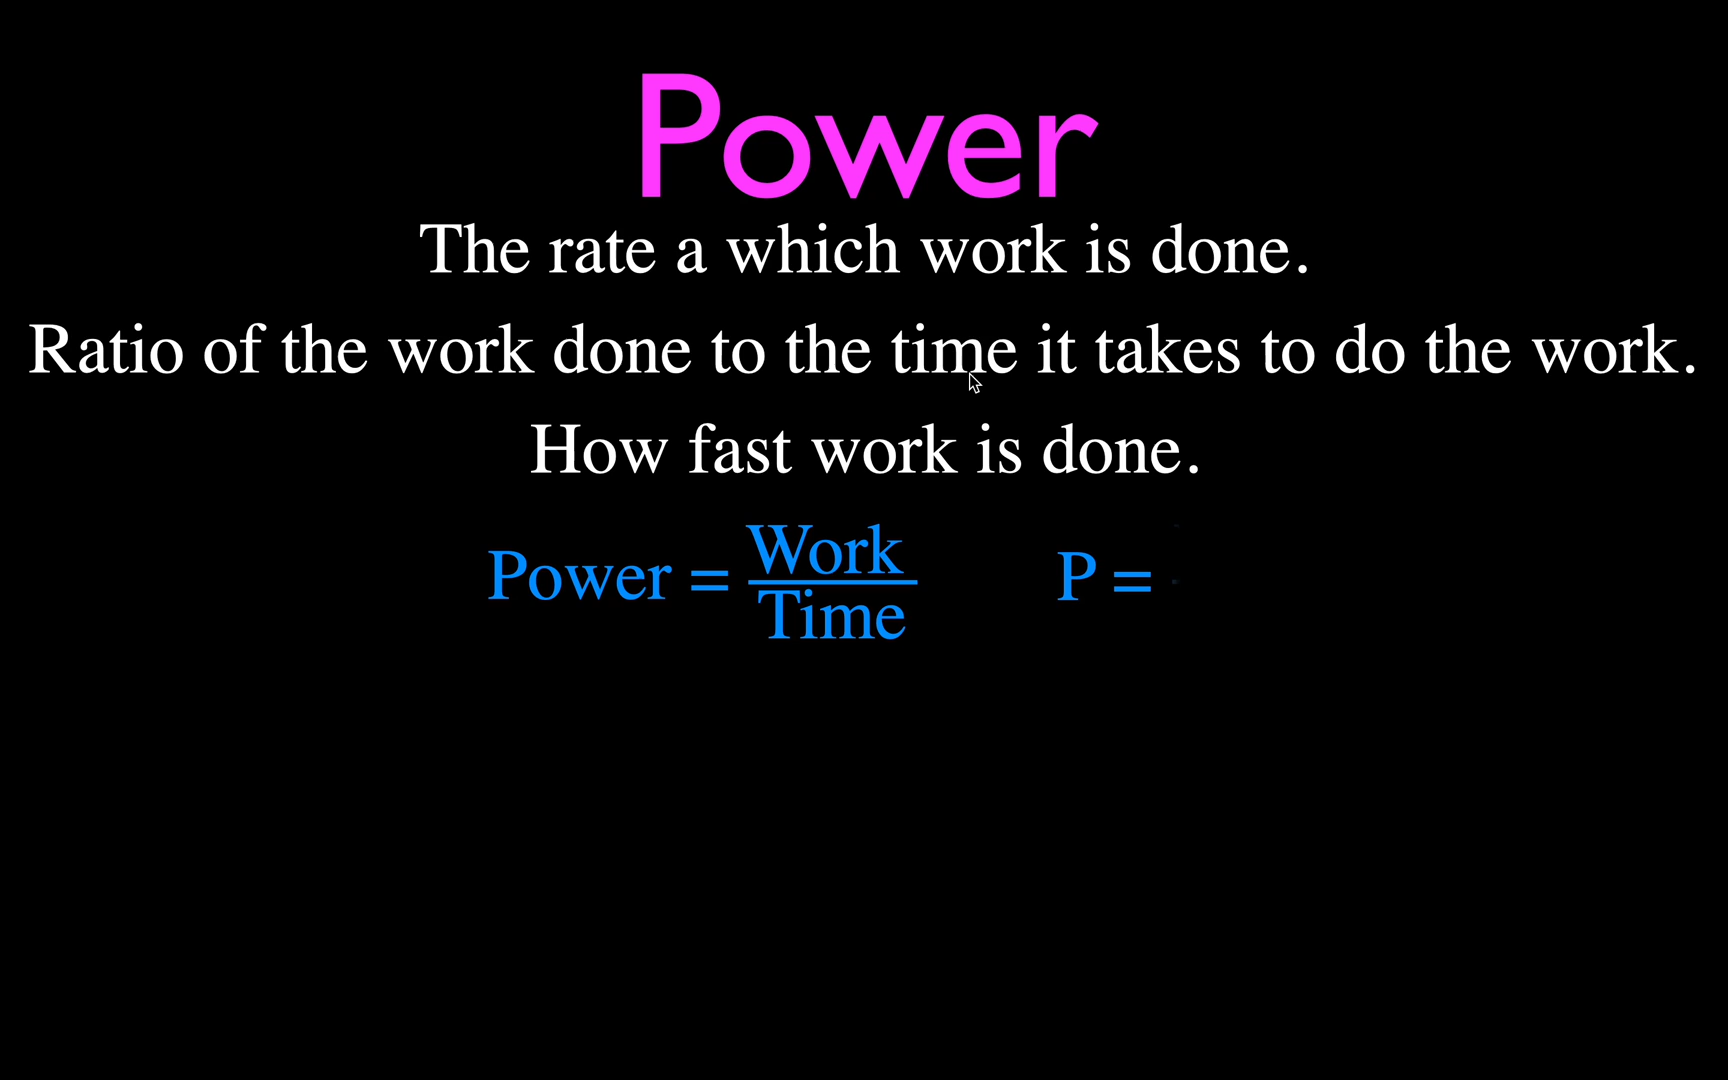 Power
The rate a which work is done.
Ratio of the work done to the time it takes to do the work.
How fast work is done.
Power = Work
Time
P =